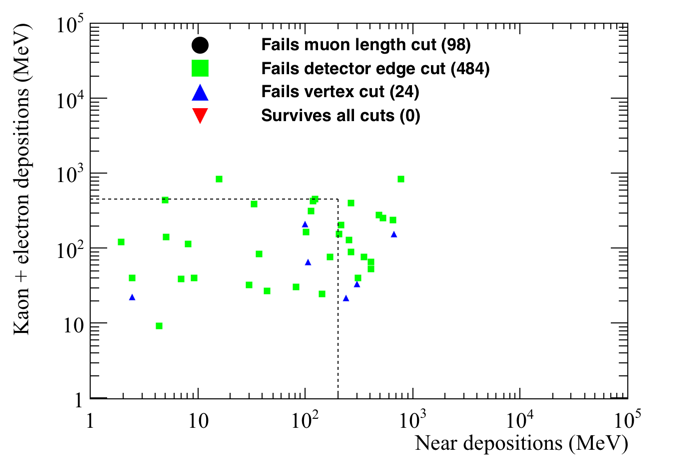 Kaon + electron depositions (MeV)
10^5
10^4
10^3
10^2
10
1
Fails muon length cut (98)
Fails detector edge cut (484)
Fails vertex cut (24)
Survives all cuts (0)
1 10 10^2 10^3 10^4 10^5
Near depositions (MeV)